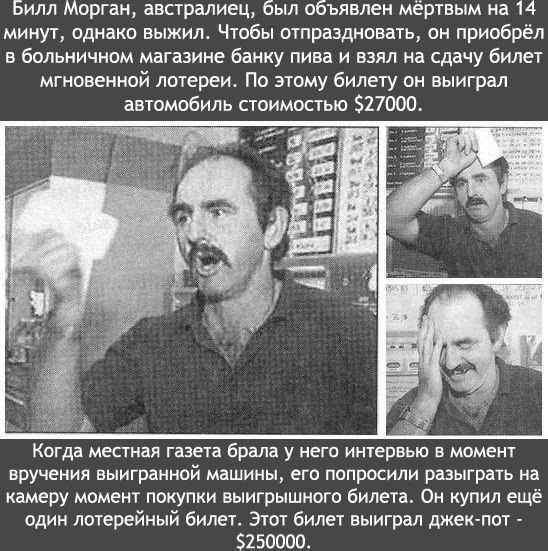 Билл Морган, австралиец, был объявлен мёртвым на 14
минут, однако выжил. Чтобы отпраздновать, он приобрёл
в больничном магазине банку пива и взял на сдачу билет
мгновенной лотереи. По этому билету он выиграл
автомобиль стоимостью $27000.
Когда местная газета брала у него интервью в момент
вручения выигранной машины, его попросили разыграть на
камеру момент покупки выигрышного билета. Он купил ещё
один лотерейный билет. Этот билет выиграл джек-пот -
$250000.